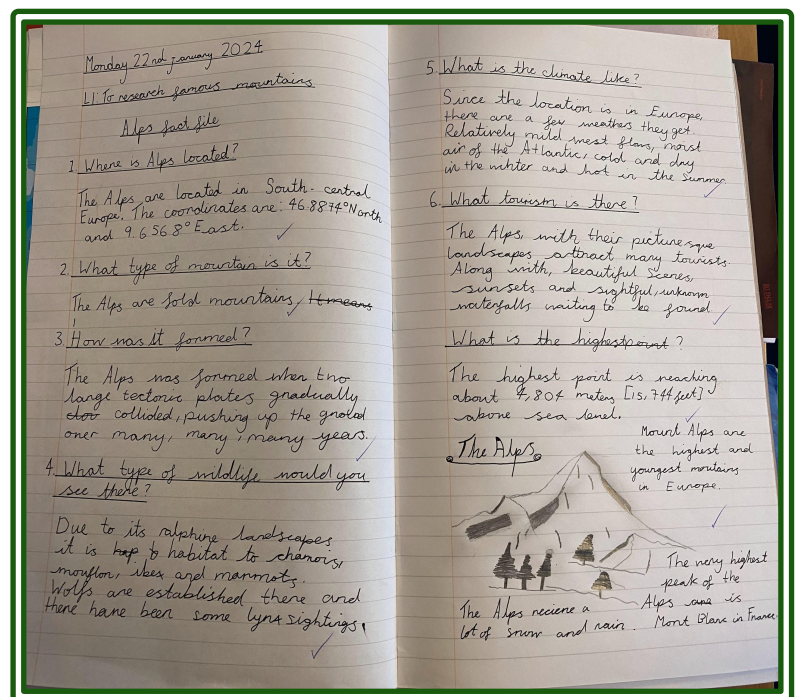 Monday 22nd January 2024
LI To research famous mountains
Alps fact file
1. Where is Alps located?
The Alps are located in South-central
Europe. The coordinates are: 46.8874°North
and 9.6568° East.
2. What type of mountain is it?
The Alps are fold mountains, It means
3. How was it formed?
The Alps was formed when two
large tectonic plates gradually
collided, pushing up the
over many, many, many years.
4. What type of wildlife would you
see there?
Due to its ralphine landscapes
it is habitat to chamois,
mouflon, ibex and marmots.
Wolfs are established there and
there have been some lynx sightings.
5. What is the climate like?
Since the location is in Europe,
there are a few weathers they get.
Relatively mild west flows, moist
air of the Atlantic, cold and dry
in the whiter and hot in the Summer.
6. What tourism is there?
The Alps, with their picturesque
landscapes attract many tourists.
Along with, beautiful scenes,
sunsets and sightful, unknown
waterfalls waiting to be found
What is the highest point?
The highest point is reaching
about 4,804 meters [15,744 feet]
above sea level.
The Alps
Mount Alps are
the highest and
youngest moutains
in Europe.
The very highest
peak of the
Alps are is
Mont Blanc in France.
The Alps recieve a
lot of snow and rain.